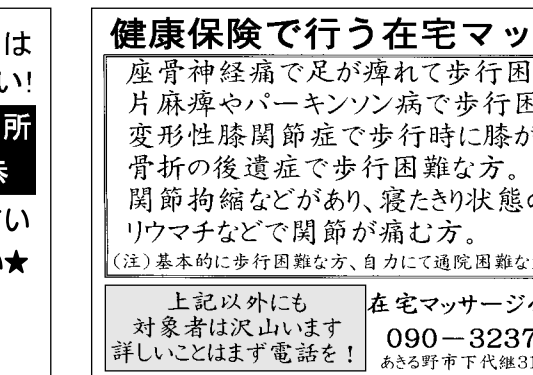 は
い!
所
い
★
健康保険で行う在宅マッ
座骨神経痛で足が痺れて歩行困
片麻痺やパーキンソン病で歩行困
変形性膝関節症で歩行時に膝が
骨折の後遺症で歩行困難な方。
関節拘縮などがあり、寝たきり状態の
リウマチなどで関節が痛む方。
(注)基本的に歩行困難な方、自力にて通院困難な
上記以外にも
対象者は沢山います
詳しいことはまず電話を!
在宅マッサージ
090－3237
あきる野市下代継31